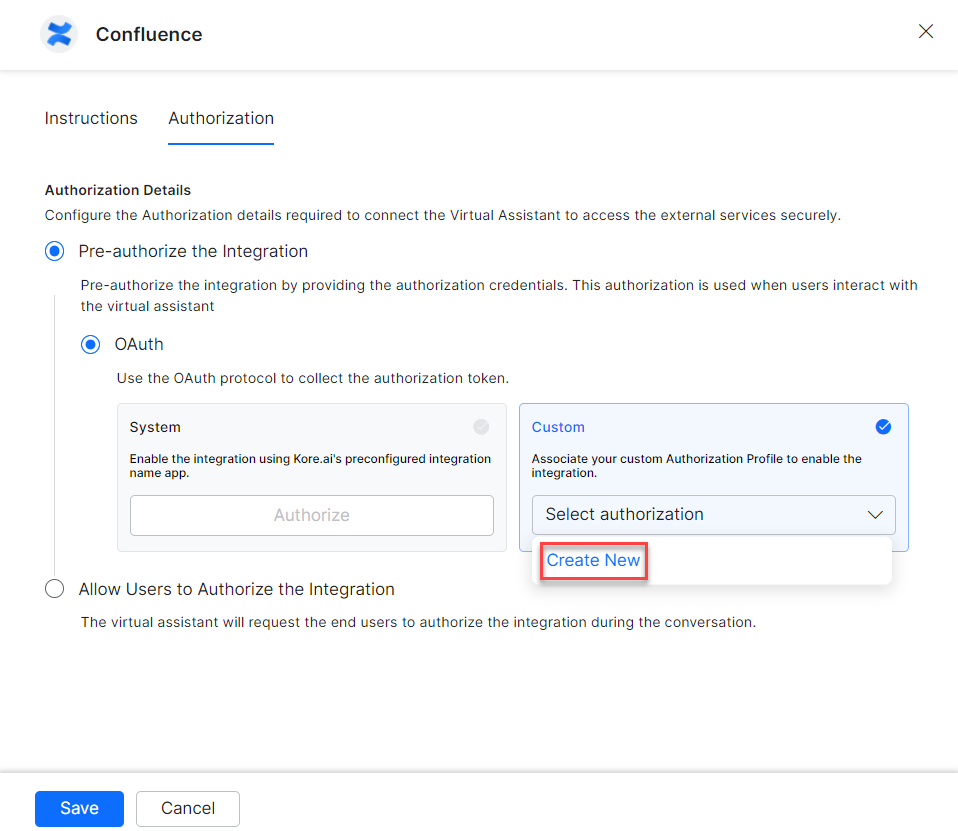 Confluence
Instructions
Authorization
Authorization Details
Configure the Authorization details required to connect the Virtual Assistant to access the external services securely.
Pre-authorize the Integration
Pre-authorize the integration by providing the authorization credentials. This authorization is used when users interact with
the virtual assistant
OAuth
Use the OAuth protocol to collect the authorization token.
System
Enable the integration using Kore.ai's preconfigured integration
name app.
Authorize
Custom
Associate your custom Authorization Profile to enable the
integration.
Select authorization
Create New
Allow Users to Authorize the Integration
The virtual assistant will request the end users to authorize the integration during the conversation.
Save
Cancel